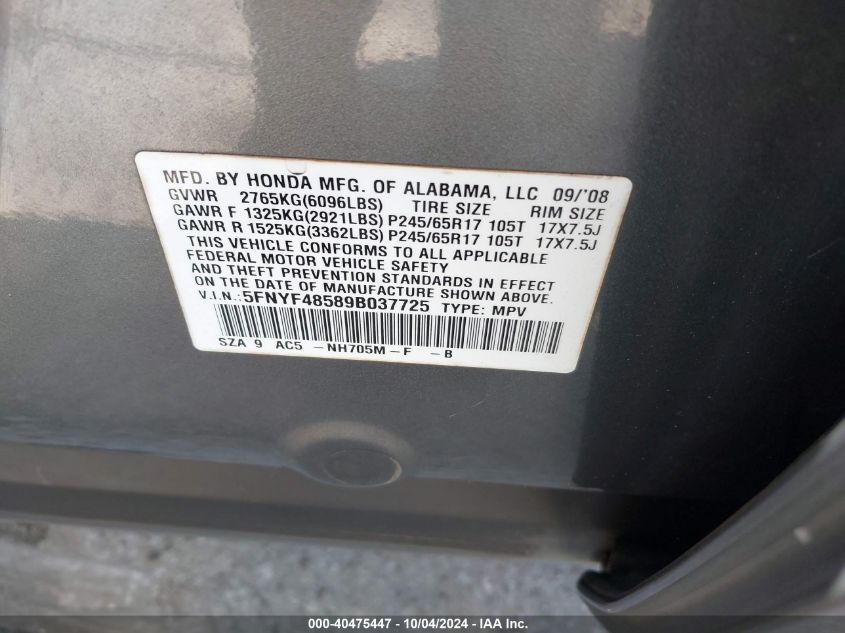 MFD. BY HONDA MFG. OF ALABAMA, LLC 09/'08
GVWR 2765KG(6096LBS) TIRE SIZE RIM SIZE
GAWR F 1325KG(2921LBS) P245/65R17 105T 17X7.5J
GAWR R 1525KG(3362LBS) P245/65R17 105T 17X7.5J
THIS VEHICLE CONFORMS TO ALL APPLICABLE
FEDERAL MOTOR VEHICLE SAFETY
AND THEFT PREVENTION STANDARDS IN EFFECT
ON THE DATE OF MANUFACTURE SHOWN ABOVE.
V.I.N.: 5FNYF48589B037725 TYPE: MPV
SZA 9 AC5 -NH705M-F -B
000-40475447 - 10/04/2024 - IAA Inc.